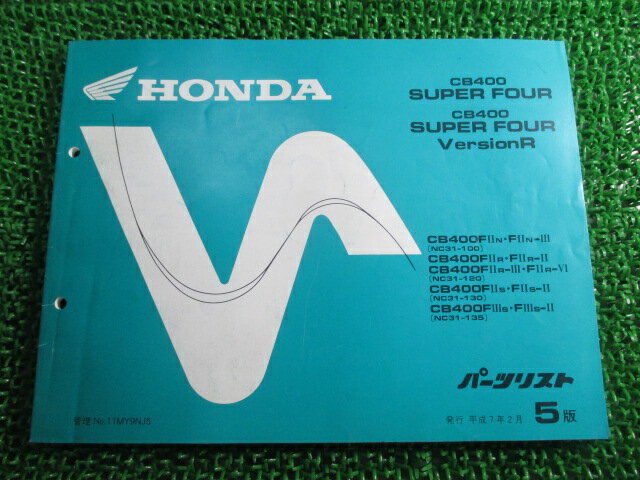 HONDA
CB400
SUPER FOUR
CB400
SUPER FOUR
VersionR
CB400FⅡN・FⅡN-Ⅲ
(NC31-100)
CB400FⅡR・FⅡR-Ⅱ
CB400FⅡR-Ⅲ・FⅡR-Ⅵ
(NC31-120)
CB400FⅡS・FⅡS-Ⅱ
(NC31-130)
CB400FⅢS・FⅢS-Ⅱ
(NC31-135)
パーツリスト
管理 No.11MY9NJ5
発行 平成7年2月 5版